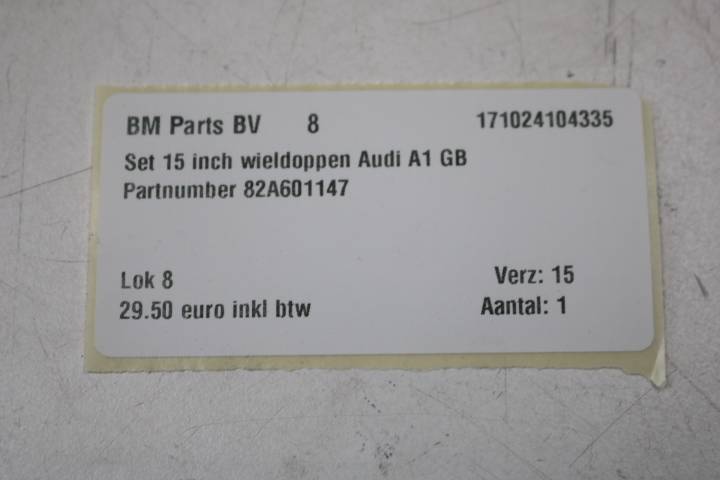 BM Parts BV 8 171024104335
Set 15 inch wieldoppen Audi A1 GB
Partnumber 82A601147
Lok 8 Verz: 15
29.50 euro inkl btw Aantal: 1